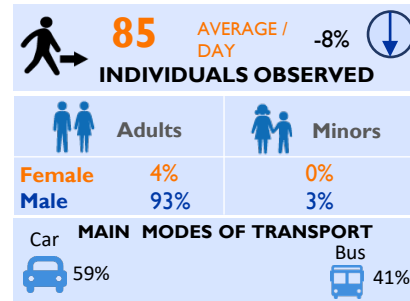 85 AVERAGE / DAY -8%
INDIVIDUALS OBSERVED
Adults Minors
Female 4% 0%
Male 93% 3%
MAIN MODES OF TRANSPORT
Car Bus
59% 41%